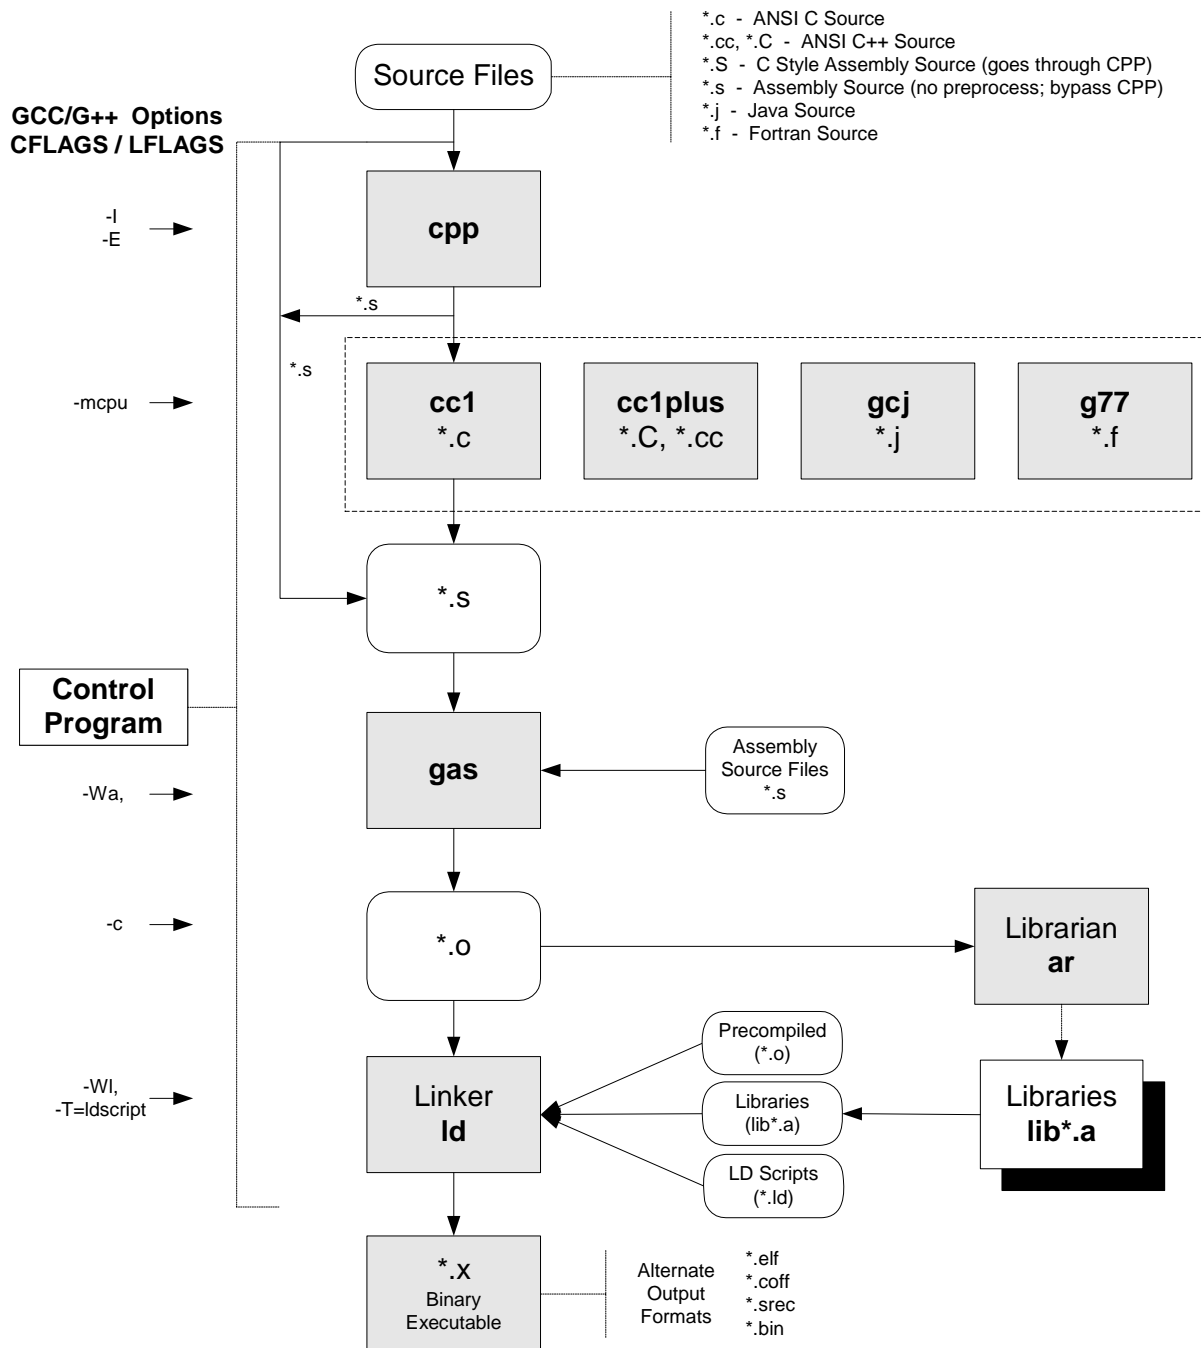 *.c - ANSI C Source
*.cc, *.C - ANSI C++ Source
*.S - C Style Assembly Source (goes through CPP)
*.s - Assembly Source (no preprocess; bypass CPP)
*.j - Java Source
*.f - Fortran Source
Source Files
GCC/G++ Options
CFLAGS / LFLAGS
-I
-E
cpp
*.s
*.s
-mcpu
cc1
*.c
cc1plus
*.C, *.cc
gcj
*.j
g77
*.f
*.s
Control
Program
gas
Assembly
Source Files
*.s
-Wa,
-c
*.o
Librarian
ar
Precompiled
(*.o)
-Wl,
-T=ldscript
Linker
ld
Libraries
(lib*.a)
Libraries
lib*.a
LD Scripts
(*.ld)
*.x
Binary
Executable
Alternate
Output
Formats
*.elf
*.coff
*.srec
*.bin